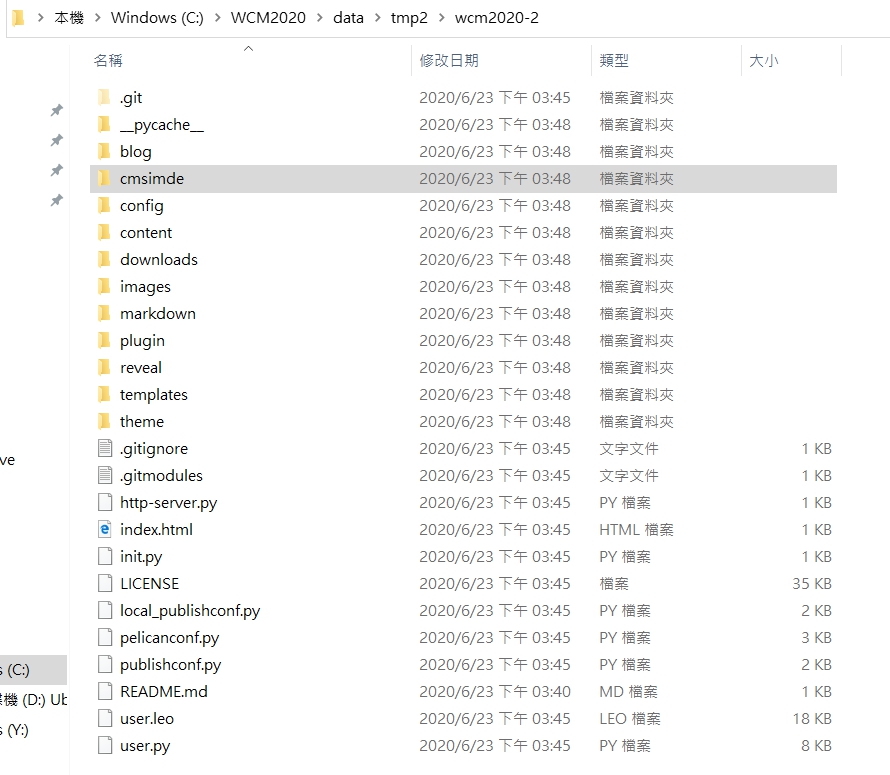 本機 > Windows (C:) > WCM2020 > data > tmp2 > wcm2020-2
名稱 修改日期 類型 大小
.git 2020/6/23 下午 03:45 檔案資料夾
__pycache__ 2020/6/23 下午 03:48 檔案資料夾
blog 2020/6/23 下午 03:48 檔案資料夾
cmsimde 2020/6/23 下午 03:48 檔案資料夾
config 2020/6/23 下午 03:48 檔案資料夾
content 2020/6/23 下午 03:48 檔案資料夾
downloads 2020/6/23 下午 03:48 檔案資料夾
images 2020/6/23 下午 03:48 檔案資料夾
markdown 2020/6/23 下午 03:48 檔案資料夾
plugin 2020/6/23 下午 03:48 檔案資料夾
reveal 2020/6/23 下午 03:48 檔案資料夾
templates 2020/6/23 下午 03:48 檔案資料夾
theme 2020/6/23 下午 03:48 檔案資料夾
.gitignore 2020/6/23 下午 03:45 文字文件 1 KB
ve
.gitmodules 2020/6/23 下午 03:45 文字文件 1 KB
http-server.py 2020/6/23 下午 03:45 PY 檔案 1 KB
index.html 2020/6/23 下午 03:45 HTML 檔案 1 KB
init.py 2020/6/23 下午 03:45 PY 檔案 1 KB
LICENSE 2020/6/23 下午 03:45 檔案 35 KB
local_publishconf.py 2020/6/23 下午 03:45 PY 檔案 2 KB
pelicanconf.py 2020/6/23 下午 03:45 PY 檔案 3 KB
publishconf.py 2020/6/23 下午 03:45 PY 檔案 2 KB
s (C:)
README.md 2020/6/23 下午 03:40 MD 檔案 1 KB
機 (D:) Ub
user.leo 2020/6/23 下午 03:45 LEO 檔案 18 KB
s (Y:)
user.py 2020/6/23 下午 03:45 PY 檔案 8 KB